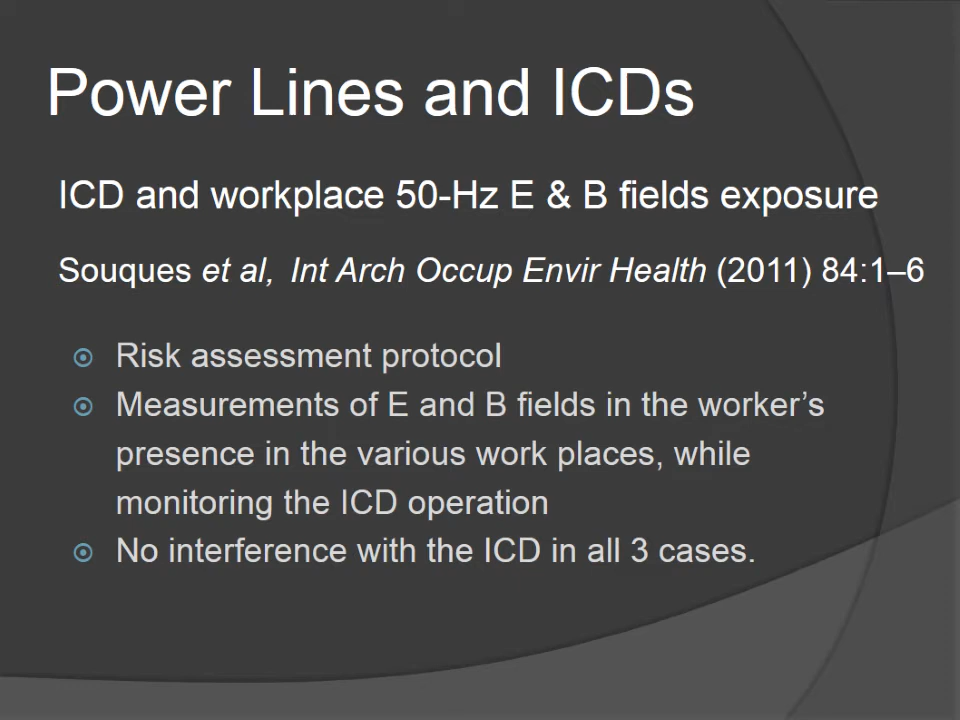 Power Lines and ICDs
ICD and workplace 50-Hz E & B fields exposure
Souques et al, Int Arch Occup Envir Health (2011) 84:1–6
Risk assessment protocol
Measurements of E and B fields in the worker’s
presence in the various work places, while
monitoring the ICD operation
No interference with the ICD in all 3 cases.